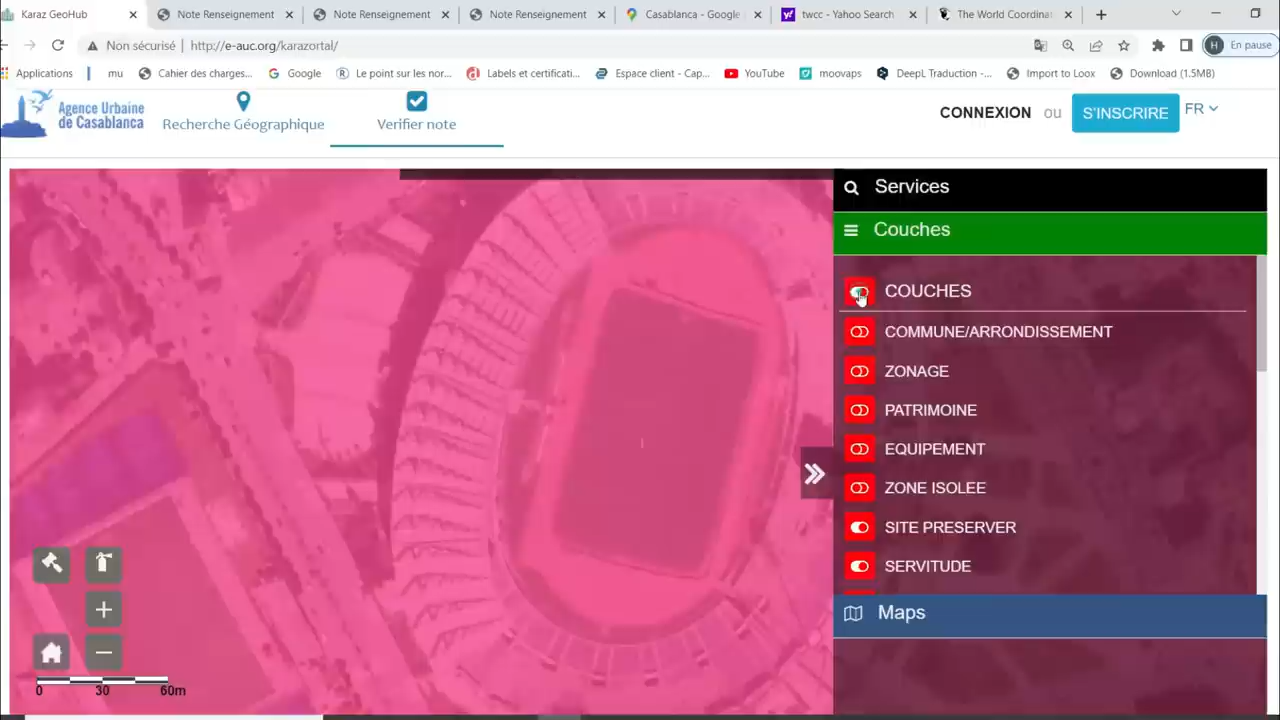 Karaz GeoHub
Note Renseignement
Note Renseignement
Note Renseignement
Casablanca - Google
twcc - Yahoo Search
The World Coordinat
Non sécurisé
http://e-auc.org/karazortal/
H En pause
Applications
mu
Cahier des charges...
Google
Le point sur les nor...
Labels et certificati...
Espace client - Cap...
YouTube
moovaps
DeepL Traduction -...
Import to Loox
Download (1.5MB)
Agence Urbaine
de Casablanca
Recherche Géographique
Verifier note
CONNEXION ou S'INSCRIRE FR
Services
Couches
COUCHES
COMMUNE/ARRONDISSEMENT
ZONAGE
PATRIMOINE
EQUIPEMENT
ZONE ISOLEE
SITE PRESERVER
SERVITUDE
Maps
0 30 60m